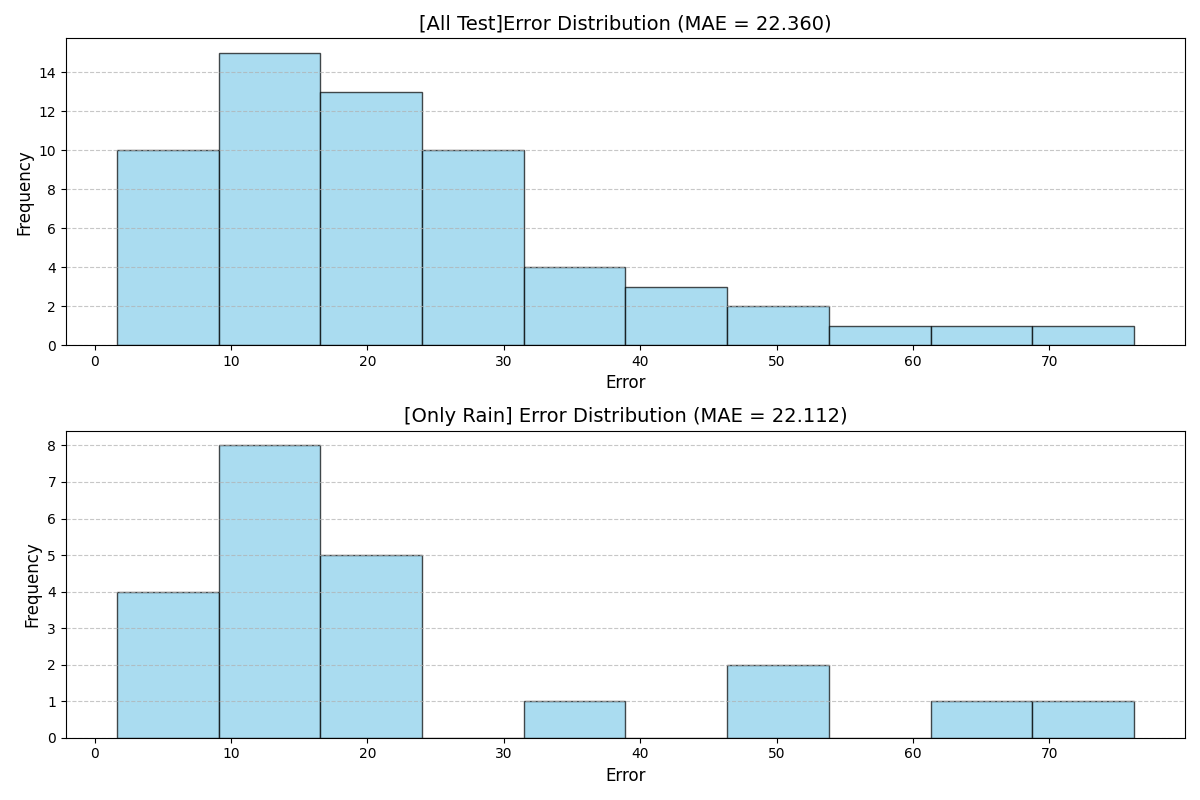 [All Test]Error Distribution (MAE = 22.360)
Frequency
14
12
10
8
6
4
2
0
0 10 20 30 40 50 60 70
Error
[Only Rain] Error Distribution (MAE = 22.112)
Frequency
8
7
6
5
4
3
2
1
0
0 10 20 30 40 50 60 70
Error